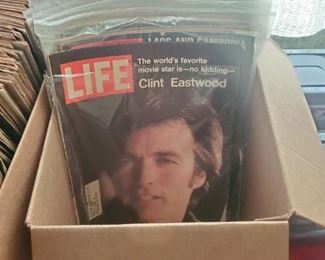 LAOS AND CAMBODIA
LIFE
The world's favorite
movie star is—no kidding—
Clint Eastwood